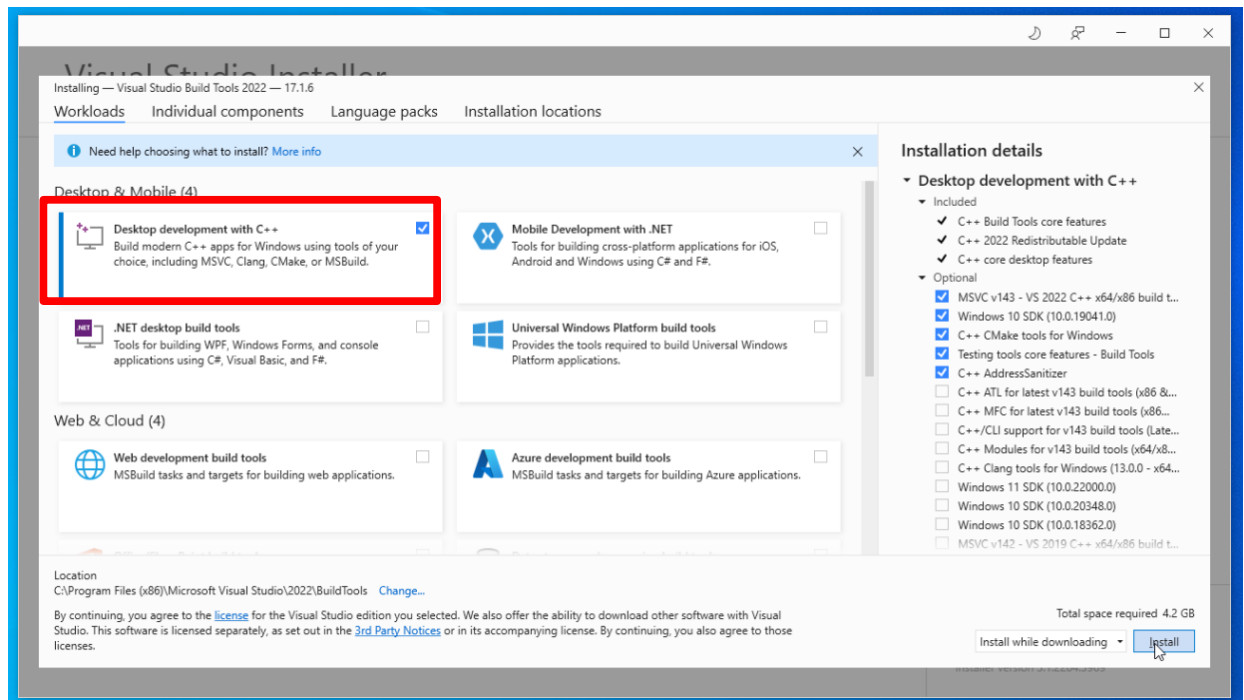 Visual Studio Installer
Installing — Visual Studio Build Tools 2022 — 17.1.6
Workloads
Individual components
Language packs
Installation locations
Need help choosing what to install? More info
Desktop & Mobile (4)
Desktop development with C++
Build modern C++ apps for Windows using tools of your
choice, including MSVC, Clang, CMake, or MSBuild.
Mobile Development with .NET
Tools for building cross-platform applications for iOS,
Android and Windows using C# and F#.
.NET
.NET desktop build tools
Tools for building WPF, Windows Forms, and console
applications using C#, Visual Basic, and F#.
Universal Windows Platform build tools
Provides the tools required to build Universal Windows
Platform applications.
Web & Cloud (4)
Web development build tools
MSBuild tasks and targets for building web applications.
Azure development build tools
MSBuild tasks and targets for building Azure applications.
Installation details
Desktop development with C++
Included
C++ Build Tools core features
C++ 2022 Redistributable Update
C++ core desktop features
Optional
MSVC v143 - VS 2022 C++ x64/x86 build t...
Windows 10 SDK (10.0.19041.0)
C++ CMake tools for Windows
Testing tools core features - Build Tools
C++ AddressSanitizer
C++ ATL for latest v143 build tools (x86 &...
C++ MFC for latest v143 build tools (x86...
C++/CLI support for v143 build tools (Late...
C++ Modules for v143 build tools (x64/x8...
C++ Clang tools for Windows (13.0.0 - x64...
Windows 11 SDK (10.0.22000.0)
Windows 10 SDK (10.0.20348.0)
Windows 10 SDK (10.0.18362.0)
MSVC v142 - VS 2019 C++ x64/x86 build t...
Location
C:\Program Files (x86)\Microsoft Visual Studio\2022\BuildTools Change...
By continuing, you agree to the license for the Visual Studio edition you selected. We also offer the ability to download other software with Visual
Studio. This software is licensed separately, as set out in the 3rd Party Notices or in its accompanying license. By continuing, you also agree to those
licenses.
Total space required 4.2 GB
Install while downloading
Install